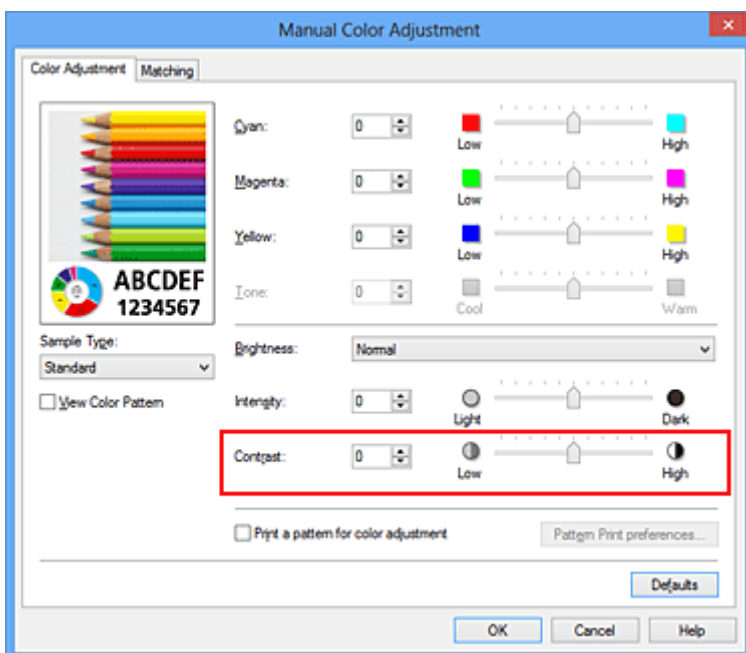 Manual Color Adjustment
Color Adjustment
Matching
ABCDEF
1234567
Sample Type:
Standard
View Color Pattern
Cyan:
0
Low
High
Magenta:
0
Low
High
Yellow:
0
Low
High
Tone:
0
Cool
Warm
Brightness:
Normal
Intensity:
0
Light
Dark
Contrast:
0
Low
High
Print a pattern for color adjustment
Pattern Print preferences...
Defaults
OK
Cancel
Help